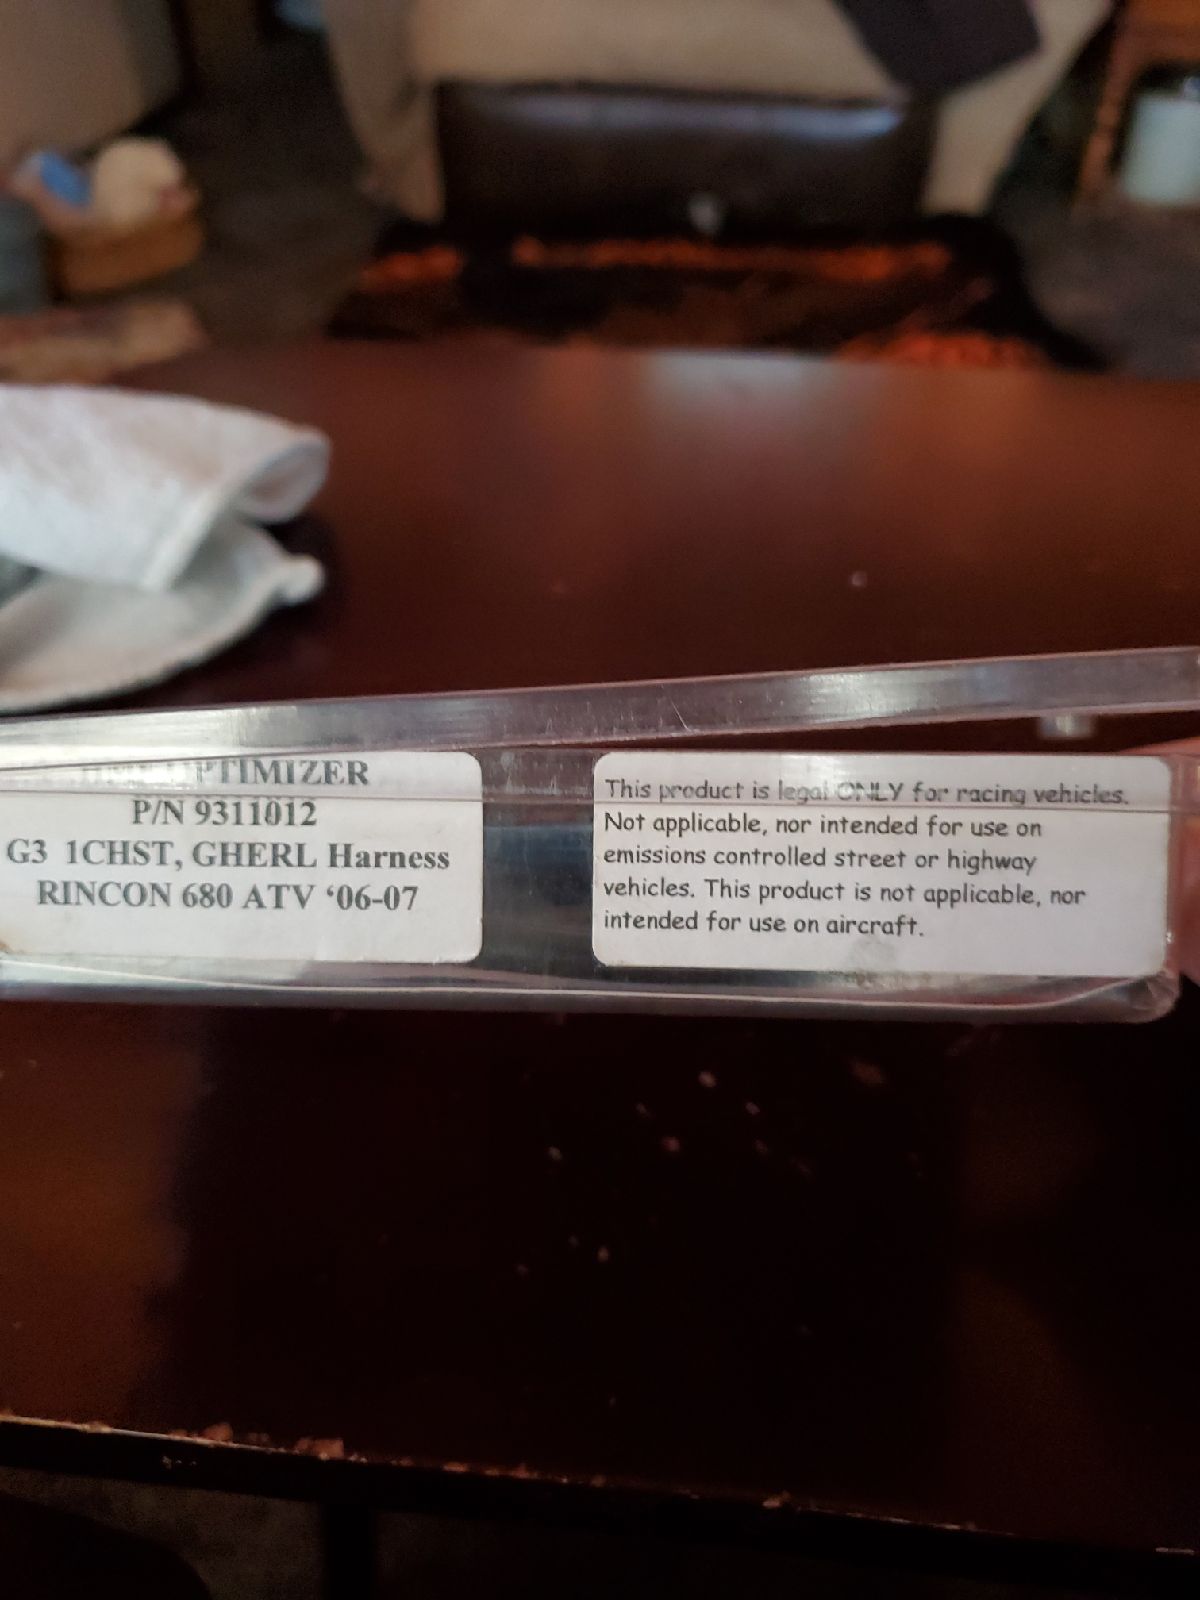 OPTIMIZER
P/N 9311012
G3 1CHST, GHERL Harness
RINCON 680 ATV ‘06-07
This product is legal ONLY for racing vehicles.
Not applicable, nor intended for use on
emissions controlled street or highway
vehicles. This product is not applicable, nor
intended for use on aircraft.